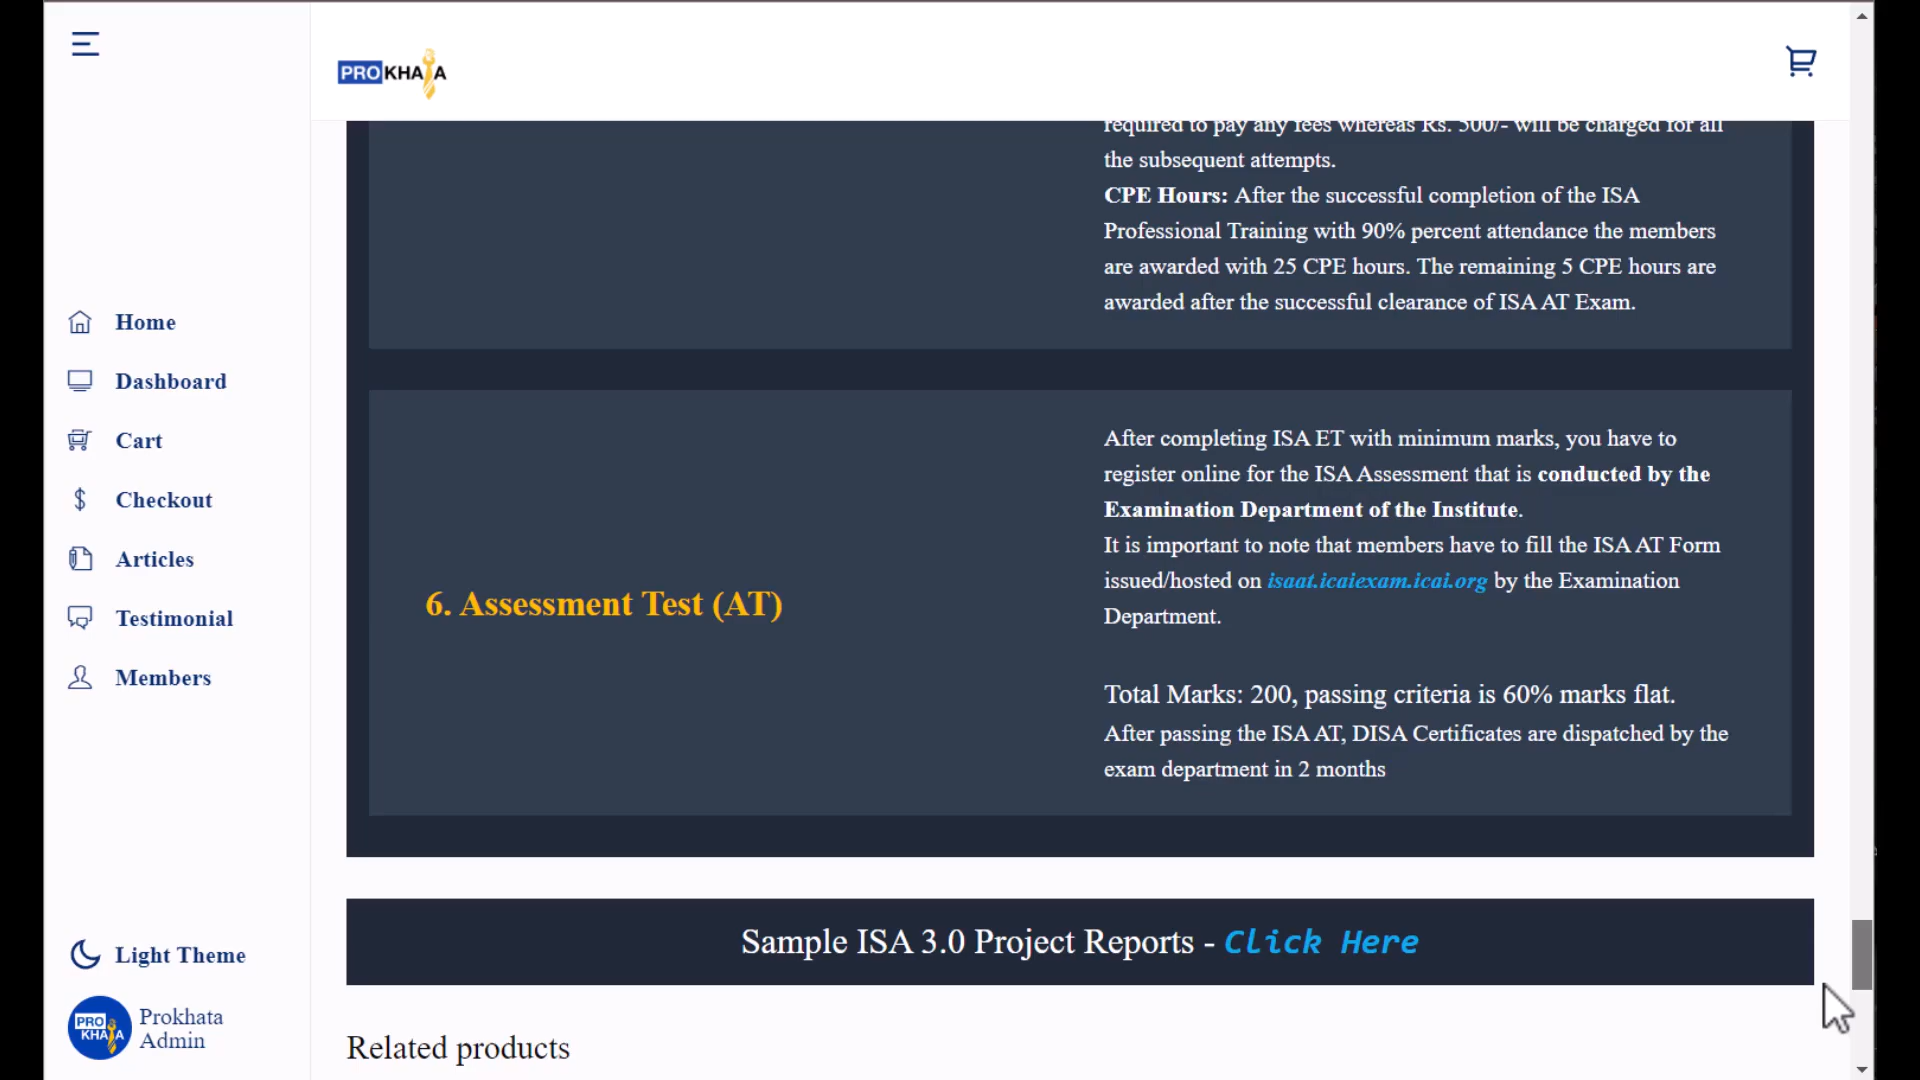 PROKHATA
required to pay any fees whereas Rs. 500/- will be charged for all
the subsequent attempts.
CPE Hours: After the successful completion of the ISA
Professional Training with 90% percent attendance the members
are awarded with 25 CPE hours. The remaining 5 CPE hours are
awarded after the successful clearance of ISA AT Exam.
Home
Dashboard
Cart
Checkout
Articles
Testimonial
Members
6. Assessment Test (AT)
After completing ISA ET with minimum marks, you have to
register online for the ISA Assessment that is conducted by the
Examination Department of the Institute.
It is important to note that members have to fill the ISA AT Form
issued/hosted on isaat.icaiexam.icai.org by the Examination
Department.
Total Marks: 200, passing criteria is 60% marks flat.
After passing the ISA AT, DISA Certificates are dispatched by the
exam department in 2 months
Sample ISA 3.0 Project Reports - Click Here
Light Theme
PRO
KHATA
Prokhata
Admin
Related products